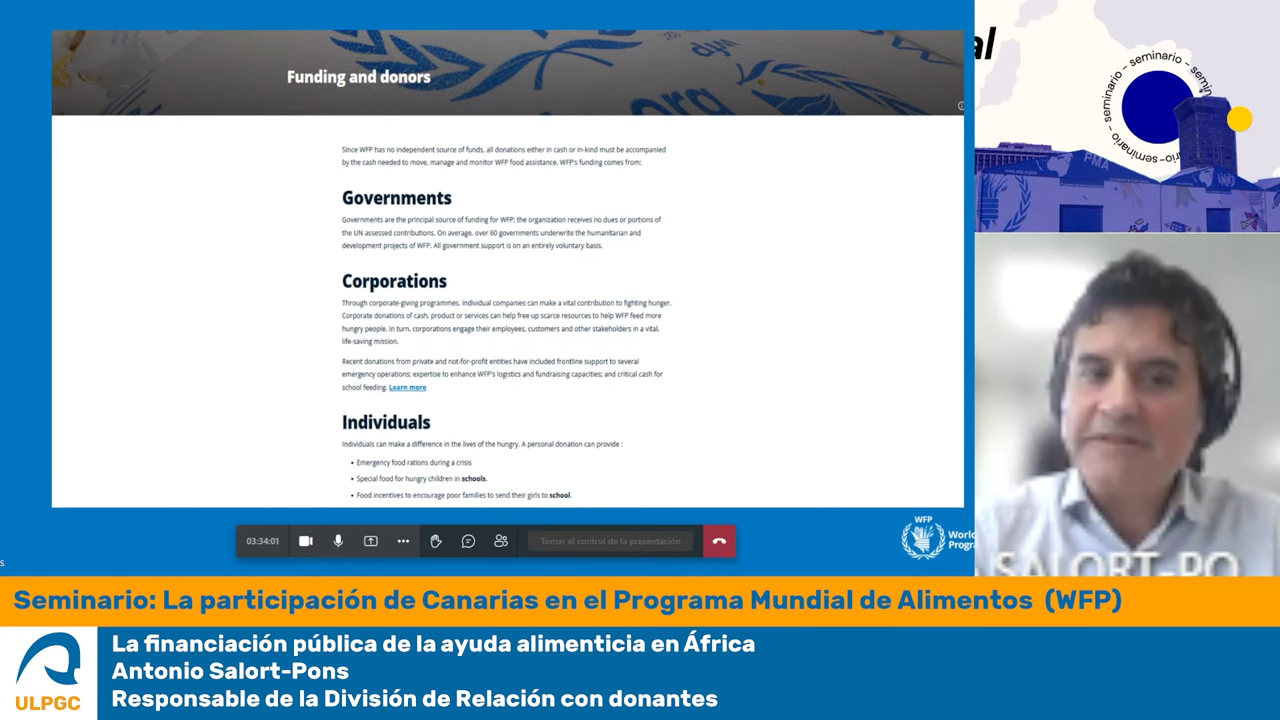 Funding and donors
Since WFP has no independent source of funds, all donations either in cash or in-kind must be accompanied
by the cash needed to move, manage and monitor WFP food assistance. WFP's funding comes from:
Governments
Governments are the principal source of funding for WFP; the organization receives no dues or portions of
the UN assessed contributions. On average, over 60 governments underwrite the humanitarian and
development projects of WFP. All government support is on an entirely voluntary basis.
Corporations
Through corporate-giving programmes, individual companies can make a vital contribution to fighting hunger.
Corporate donations of cash, product or services can help free up scarce resources to help WFP feed more
hungry people. In turn, corporations engage their employees, customers and other stakeholders in a vital,
life-saving mission.
Recent donations from private and not-for-profit entities have included frontline support to several
emergency operations; expertise to enhance WFP's logistics and fundraising capacities; and critical cash for
school feeding. Learn more
Individuals
Individuals can make a difference in the lives of the hungry. A personal donation can provide :
• Emergency food rations during a crisis
• Special food for hungry children in schools.
• Food incentives to encourage poor families to send their girls to school.
03:34:01
Tomar el control de la presentación
WFP
World
Progra
al
seminario - seminario - semin
seminario - seminario
PMA
SALORT-PO
s
Seminario: La participación de Canarias en el Programa Mundial de Alimentos (WFP)
ULPGC
La financiación pública de la ayuda alimenticia en África
Antonio Salort-Pons
Responsable de la División de Relación con donantes